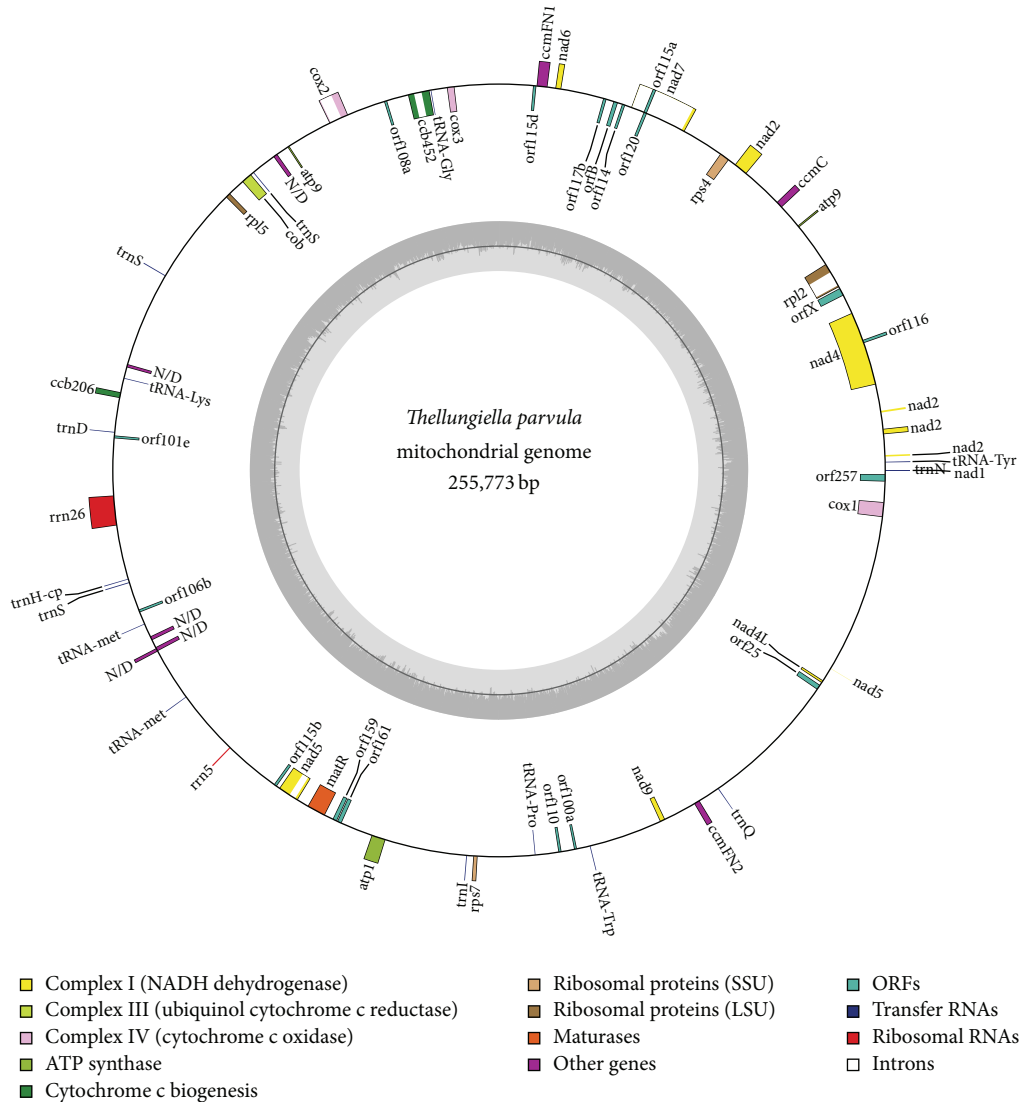 Thellungiella parvula
mitochondrial genome
255,773 bp
ccmFN1
nad6
orf115a
nad7
nad2
ccmC
atp9
orf116
nad2
nad2
nad2
tRNA-Tyr
trnN
nad1
orf257
cox1
nad4L
orf25
nad5
trnQ
ccmFN2
nad9
tRNA-Trp
orf100a
orf110
tRNA-Pro
rps7
trnI
atp1
orf161
orf159
matR
nad5
orf115b
rrn5
tRNA-met
N/D
N/D
N/D
tRNA-met
orf106b
trnS
trnH-cp
rrn26
orf101e
trnD
ccb206
tRNA-Lys
N/D
trnS
rpl5
cob
trnS
N/D
atp9
cox2
orf108a
ccb452
tRNA-Gly
cox3
orf115d
orf117b
orfB
orf114
orf120
rps4
rpl2
orfX
nad4
Complex I (NADH dehydrogenase)
Complex III (ubiquinol cytochrome c reductase)
Complex IV (cytochrome c oxidase)
ATP synthase
Cytochrome c biogenesis
Ribosomal proteins (SSU)
Ribosomal proteins (LSU)
Maturases
Other genes
ORFs
Transfer RNAs
Ribosomal RNAs
Introns